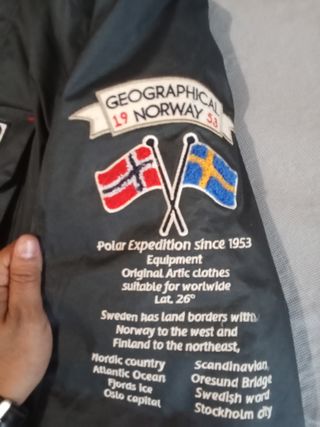 GEOGRAPHICAL
19 NORWAY 53
Polar Expedition since 1953
Equipment
Original Artic clothes
suitable for worlwide
Lat, 26°
Sweden has land borders with
Norway to the west and
Finland to the northeast,
Nordic country
Atlantic Ocean
Fjords ice
Oslo capital
Scandinavian
Oresund Bridge
Swedish word
Stockholm city